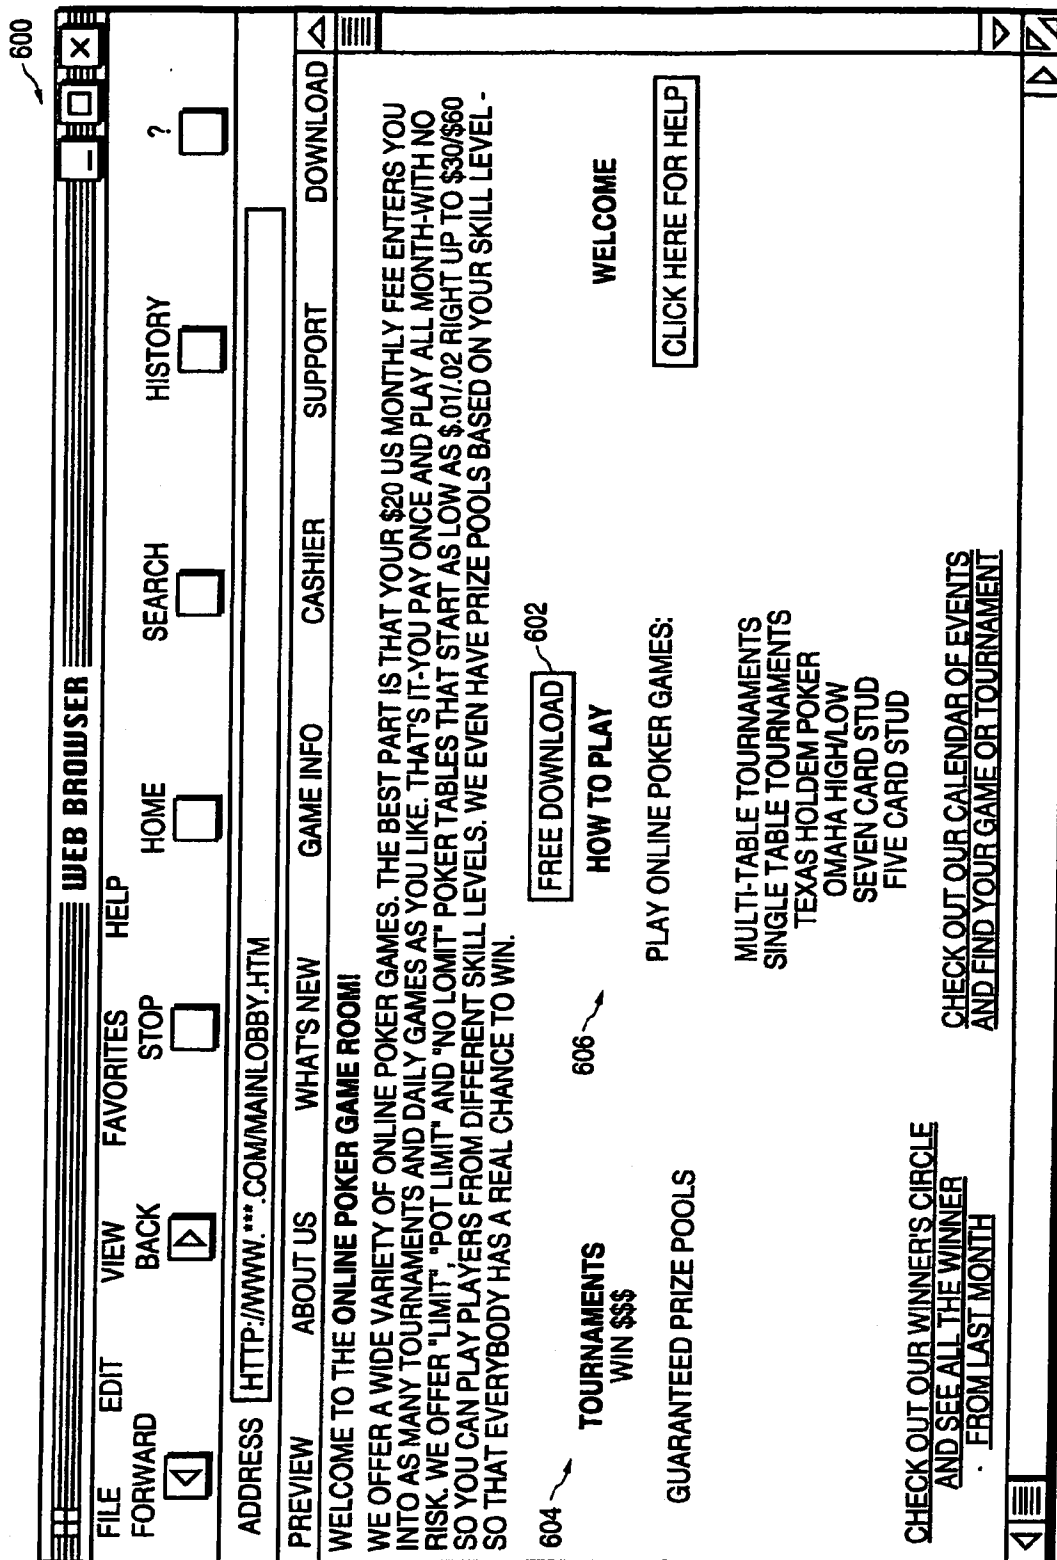 600
WEB BROWSER
FILE EDIT VIEW FAVORITES HELP
FORWARD BACK STOP HOME SEARCH HISTORY ?
ADDRESS HTTP://WWW.***.COM/MAINLOBBY.HTM
PREVIEW ABOUT US WHAT'S NEW GAME INFO CASHIER SUPPORT DOWNLOAD
WELCOME TO THE ONLINE POKER GAME ROOM!
WE OFFER A WIDE VARIETY OF ONLINE POKER GAMES. THE BEST PART IS THAT YOUR $20 US MONTHLY FEE ENTERS YOU
INTO AS MANY TOURNAMENTS AND DAILY GAMES AS YOU LIKE. THAT'S IT-YOU PAY ONCE AND PLAY ALL MONTH-WITH NO
RISK. WE OFFER "LIMIT", "POT LIMIT" AND "NO LOMIT" POKER TABLES THAT START AS LOW AS $.01/.02 RIGHT UP TO $30/$60
SO YOU CAN PLAY PLAYERS FROM DIFFERENT SKILL LEVELS. WE EVEN HAVE PRIZE POOLS BASED ON YOUR SKILL LEVEL -
SO THAT EVERYBODY HAS A REAL CHANCE TO WIN.
FREE DOWNLOAD 602
604
TOURNAMENTS
WIN $$$
GUARANTED PRIZE POOLS
CHECK OUT OUR WINNER'S CIRCLE
AND SEE ALL THE WINNER
FROM LAST MONTH
606
HOW TO PLAY
PLAY ONLINE POKER GAMES:
MULTI-TABLE TOURNAMENTS
SINGLE TABLE TOURNAMENTS
TEXAS HOLDEM POKER
OMAHA HIGH/LOW
SEVEN CARD STUD
FIVE CARD STUD
CHECK OUT OUR CALENDAR OF EVENTS
AND FIND YOUR GAME OR TOURNAMENT
WELCOME
CLICK HERE FOR HELP